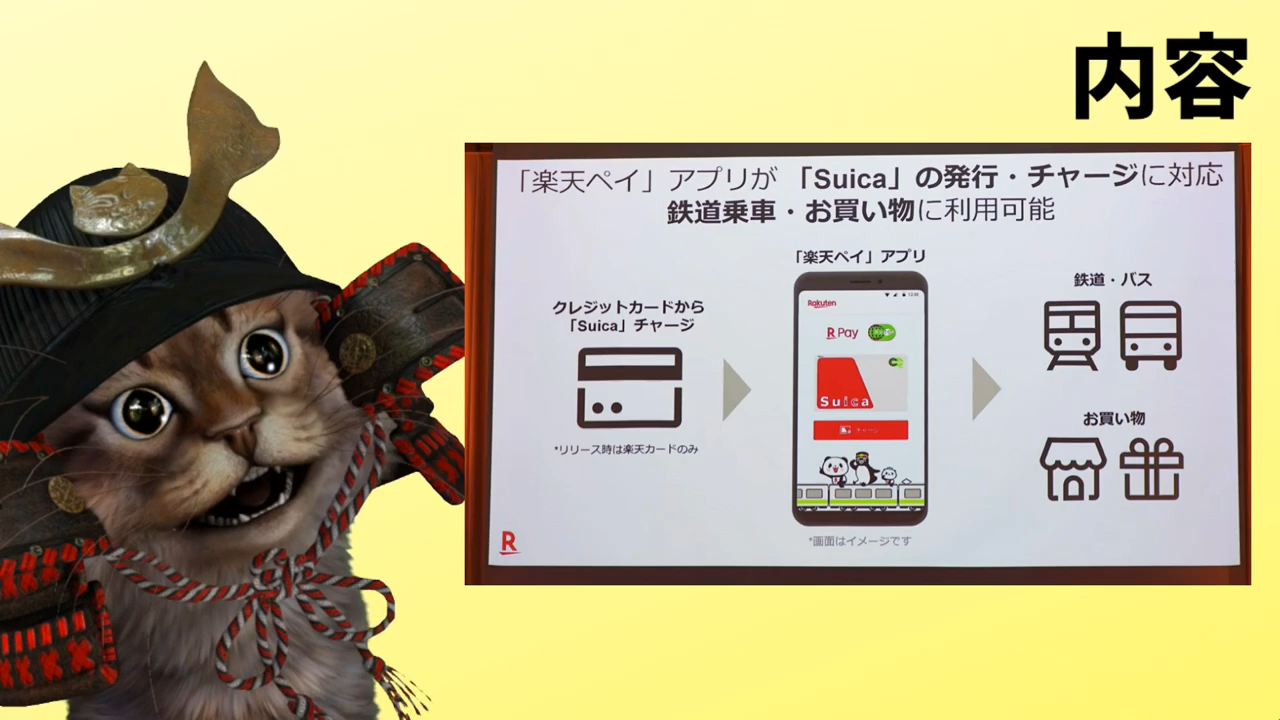 内容
「楽天ペイ」アプリが「Suica」の発行・チャージに対応
鉄道乗車・お買い物に利用可能
「楽天ペイ」アプリ
クレジットカードから
「Suica」チャージ
*リリース時は楽天カードのみ
Rakuten
R Pay
Suica
チャージ
*画面はイメージです
鉄道・バス
お買い物
R